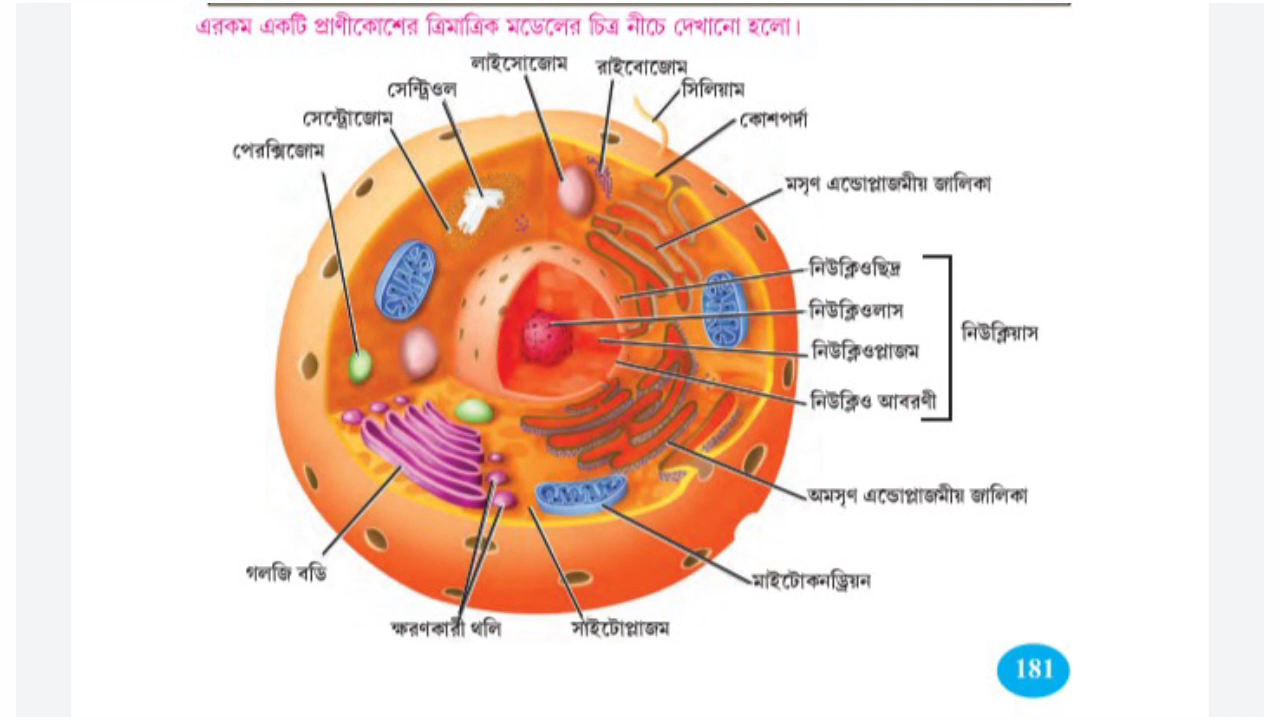 এরকম একটি প্রাণীকোশের ত্রিমাত্রিক মডেলের চিত্র নীচে দেখানো হলো।
লাইসোজোম
রাইবোজোম
সেন্ট্রিওল
সিলিয়াম
সেন্ট্রোজোম
কোশপর্দা
পেরক্সিজোম
মসৃণ এন্ডোপ্লাজমীয় জালিকা
নিউক্লিওছিদ্র
নিউক্লিওলাস
নিউক্লিয়াস
নিউক্লিওপ্লাজম
নিউক্লিও আবরণী
অমসৃণ এন্ডোপ্লাজমীয় জালিকা
গলজি বডি
মাইটোকনড্রিয়ন
ক্ষরণকারী থলি
সাইটোপ্লাজম
181